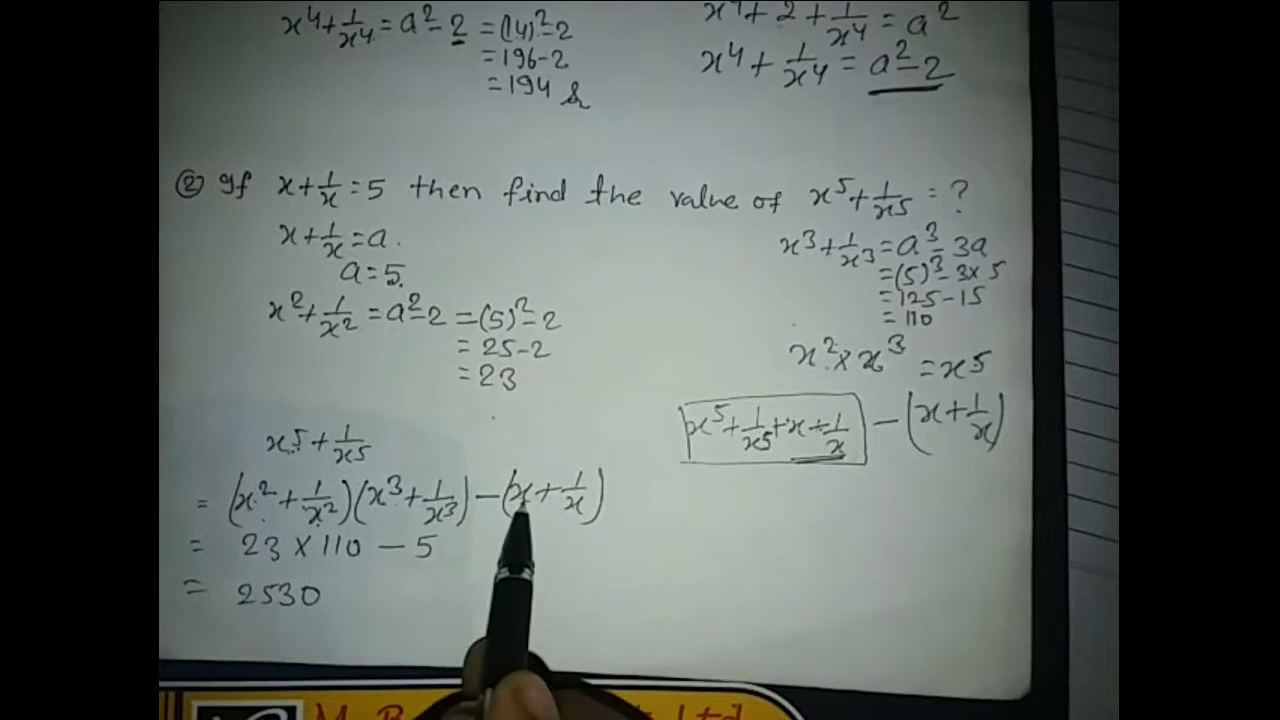 x⁴+1/x⁴=a²-2=(14)²-2
=196-2
=194
x⁴+2+1/x⁴=a²
x⁴+1/x⁴=a²-2
② If x+1/x=5 then find the value of x⁵+1/x⁵=?
x+1/x=a.
a=5.
x²+1/x²=a²-2=(5)²-2
=25-2
=23
x³+1/x³=a³-3a
=(5)³-3×5
=125-15
=110
x²×x³=x⁵
x⁵+1/x⁵+x+1/x-(x+1/x)
x⁵+1/x⁵
=(x²+1/x²)(x³+1/x³)-(x+1/x)
= 23×110-5
= 2530
Ltd